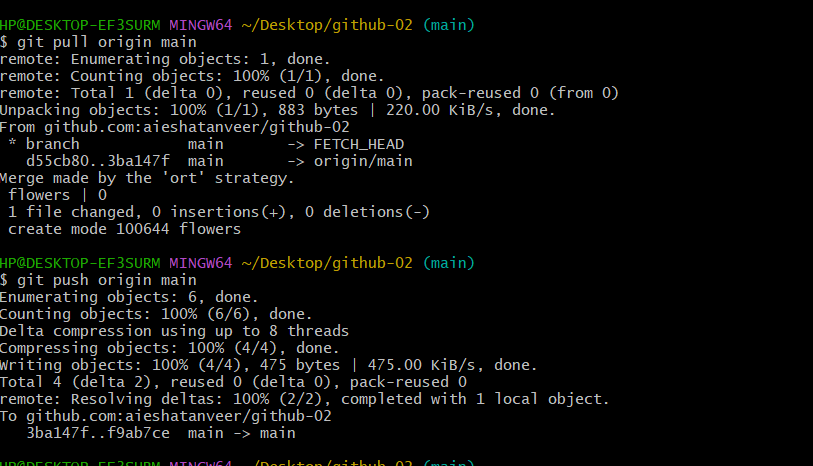 HP@DESKTOP-EF3SURM MINGW64 ~/Desktop/github-02 (main)
$ git pull origin main
remote: Enumerating objects: 1, done.
remote: Counting objects: 100% (1/1), done.
remote: Total 1 (delta 0), reused 0 (delta 0), pack-reused 0 (from 0)
Unpacking objects: 100% (1/1), 883 bytes | 220.00 KiB/s, done.
From github.com:aieshatanveer/github-02
 * branch            main       -> FETCH_HEAD
   d55cb80..3ba147f  main       -> origin/main
Merge made by the 'ort' strategy.
 flowers | 0
 1 file changed, 0 insertions(+), 0 deletions(-)
 create mode 100644 flowers
HP@DESKTOP-EF3SURM MINGW64 ~/Desktop/github-02 (main)
$ git push origin main
Enumerating objects: 6, done.
Counting objects: 100% (6/6), done.
Delta compression using up to 8 threads
Compressing objects: 100% (4/4), done.
Writing objects: 100% (4/4), 475 bytes | 475.00 KiB/s, done.
Total 4 (delta 2), reused 0 (delta 0), pack-reused 0
remote: Resolving deltas: 100% (2/2), completed with 1 local object.
To github.com:aieshatanveer/github-02
   3ba147f..f9ab7ce  main -> main
HP@DESKTOP-EF3SURM MINGW64 ~/Desktop/github-02 (main)